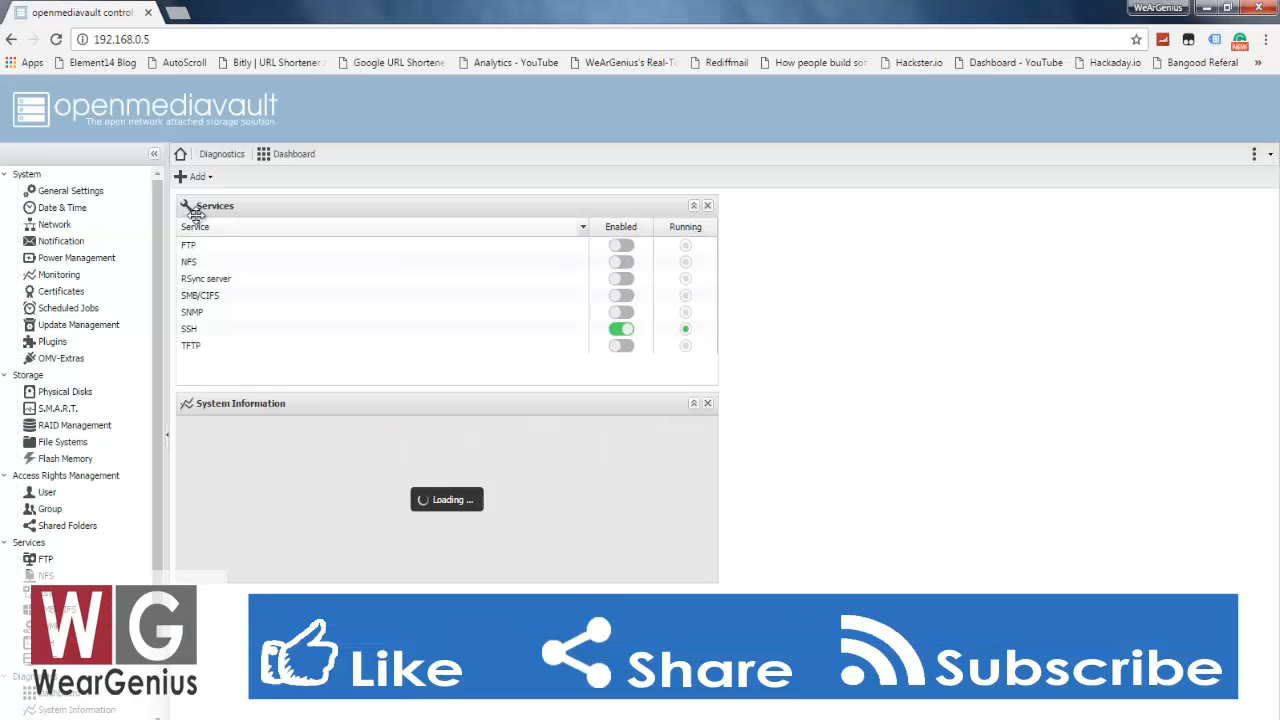 openmediavault control
WeArGenius
192.168.0.5
NEW
Apps
Element14 Blog
AutoScroll
Bitly | URL Shortener
Google URL Shortene
Analytics - YouTube
WeArGenius's Real-T
Rediffmail
How people build sof
Hackster.io
Dashboard - YouTube
Hackaday.io
Bangood Referal
»
openmediavault
The open network attached storage solution
Diagnostics
Dashboard
Add
System
General Settings
Date & Time
Network
Notification
Power Management
Monitoring
Certificates
Scheduled Jobs
Update Management
Plugins
OMV-Extras
Storage
Physical Disks
S.M.A.R.T.
RAID Management
File Systems
Flash Memory
Access Rights Management
User
Group
Shared Folders
Services
FTP
NFS
System Information
Services
Service Enabled Running
FTP
NFS
RSync server
SMB/CIFS
SNMP
SSH
TFTP
System Information
Loading ...
WG
WearGenius
Like
Share
Subscribe